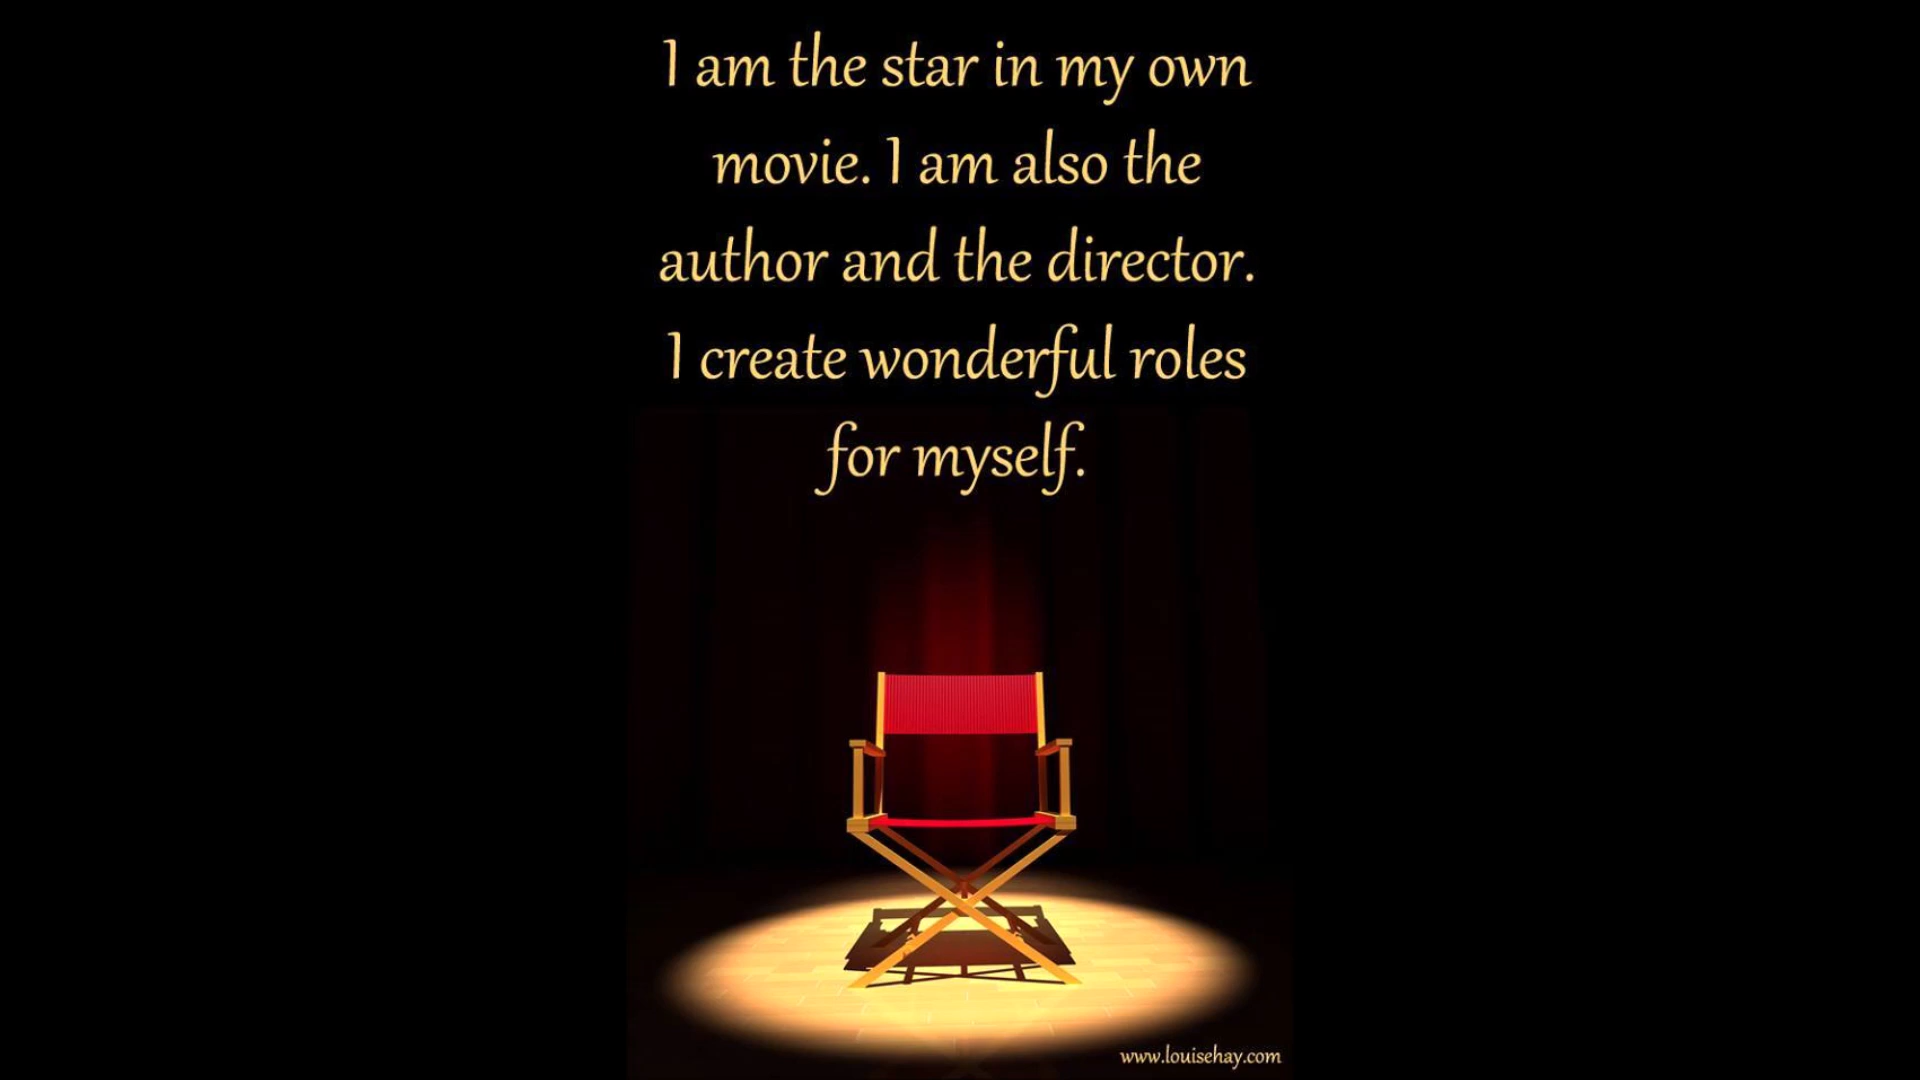 I am the star in my own
movie. I am also the
author and the director.
I create wonderful roles
for myself.
www.louisehay.com